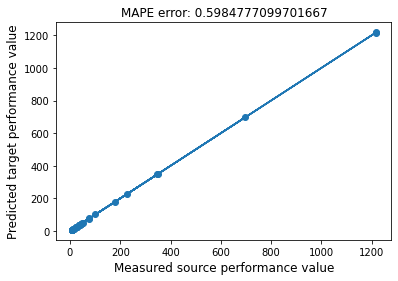 MAPE error: 0.5984777099701667
1200
1000
800
600
400
200
0
Predicted target performance value
0 200 400 600 800 1000 1200
Measured source performance value